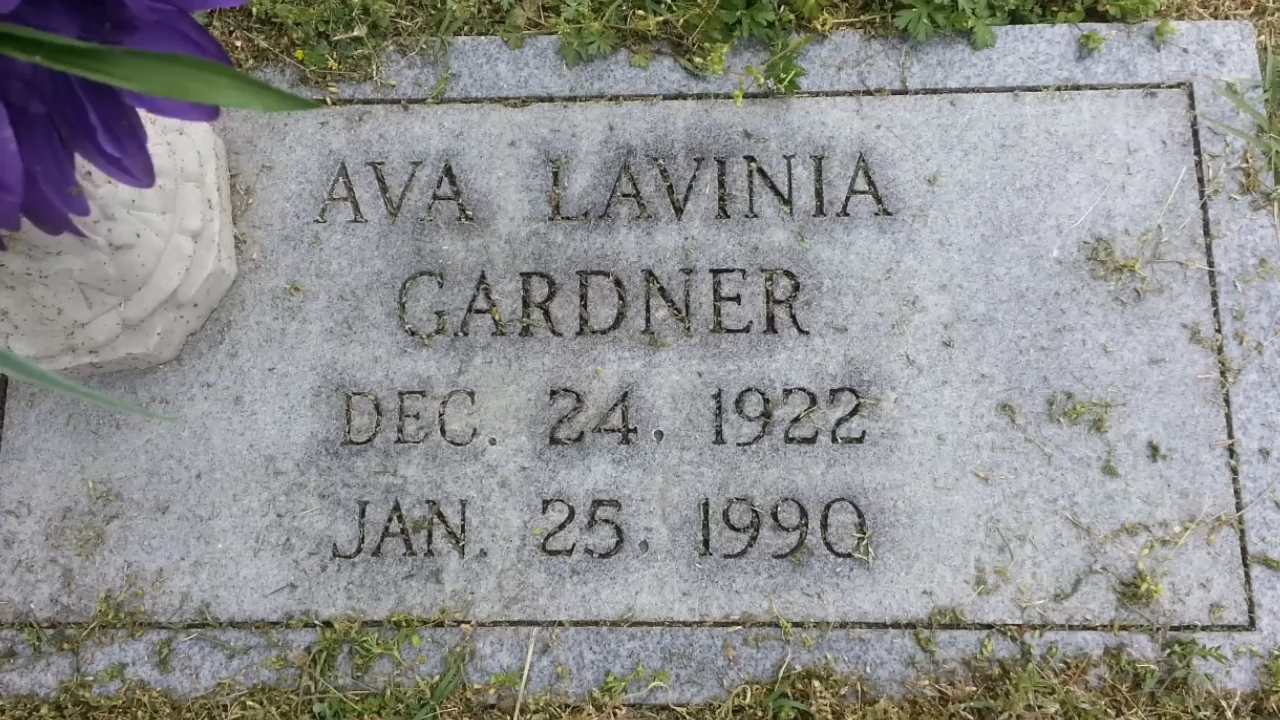 AVA LAVINIA
GARDNER
DEC. 24. 1922
JAN. 25. 1990